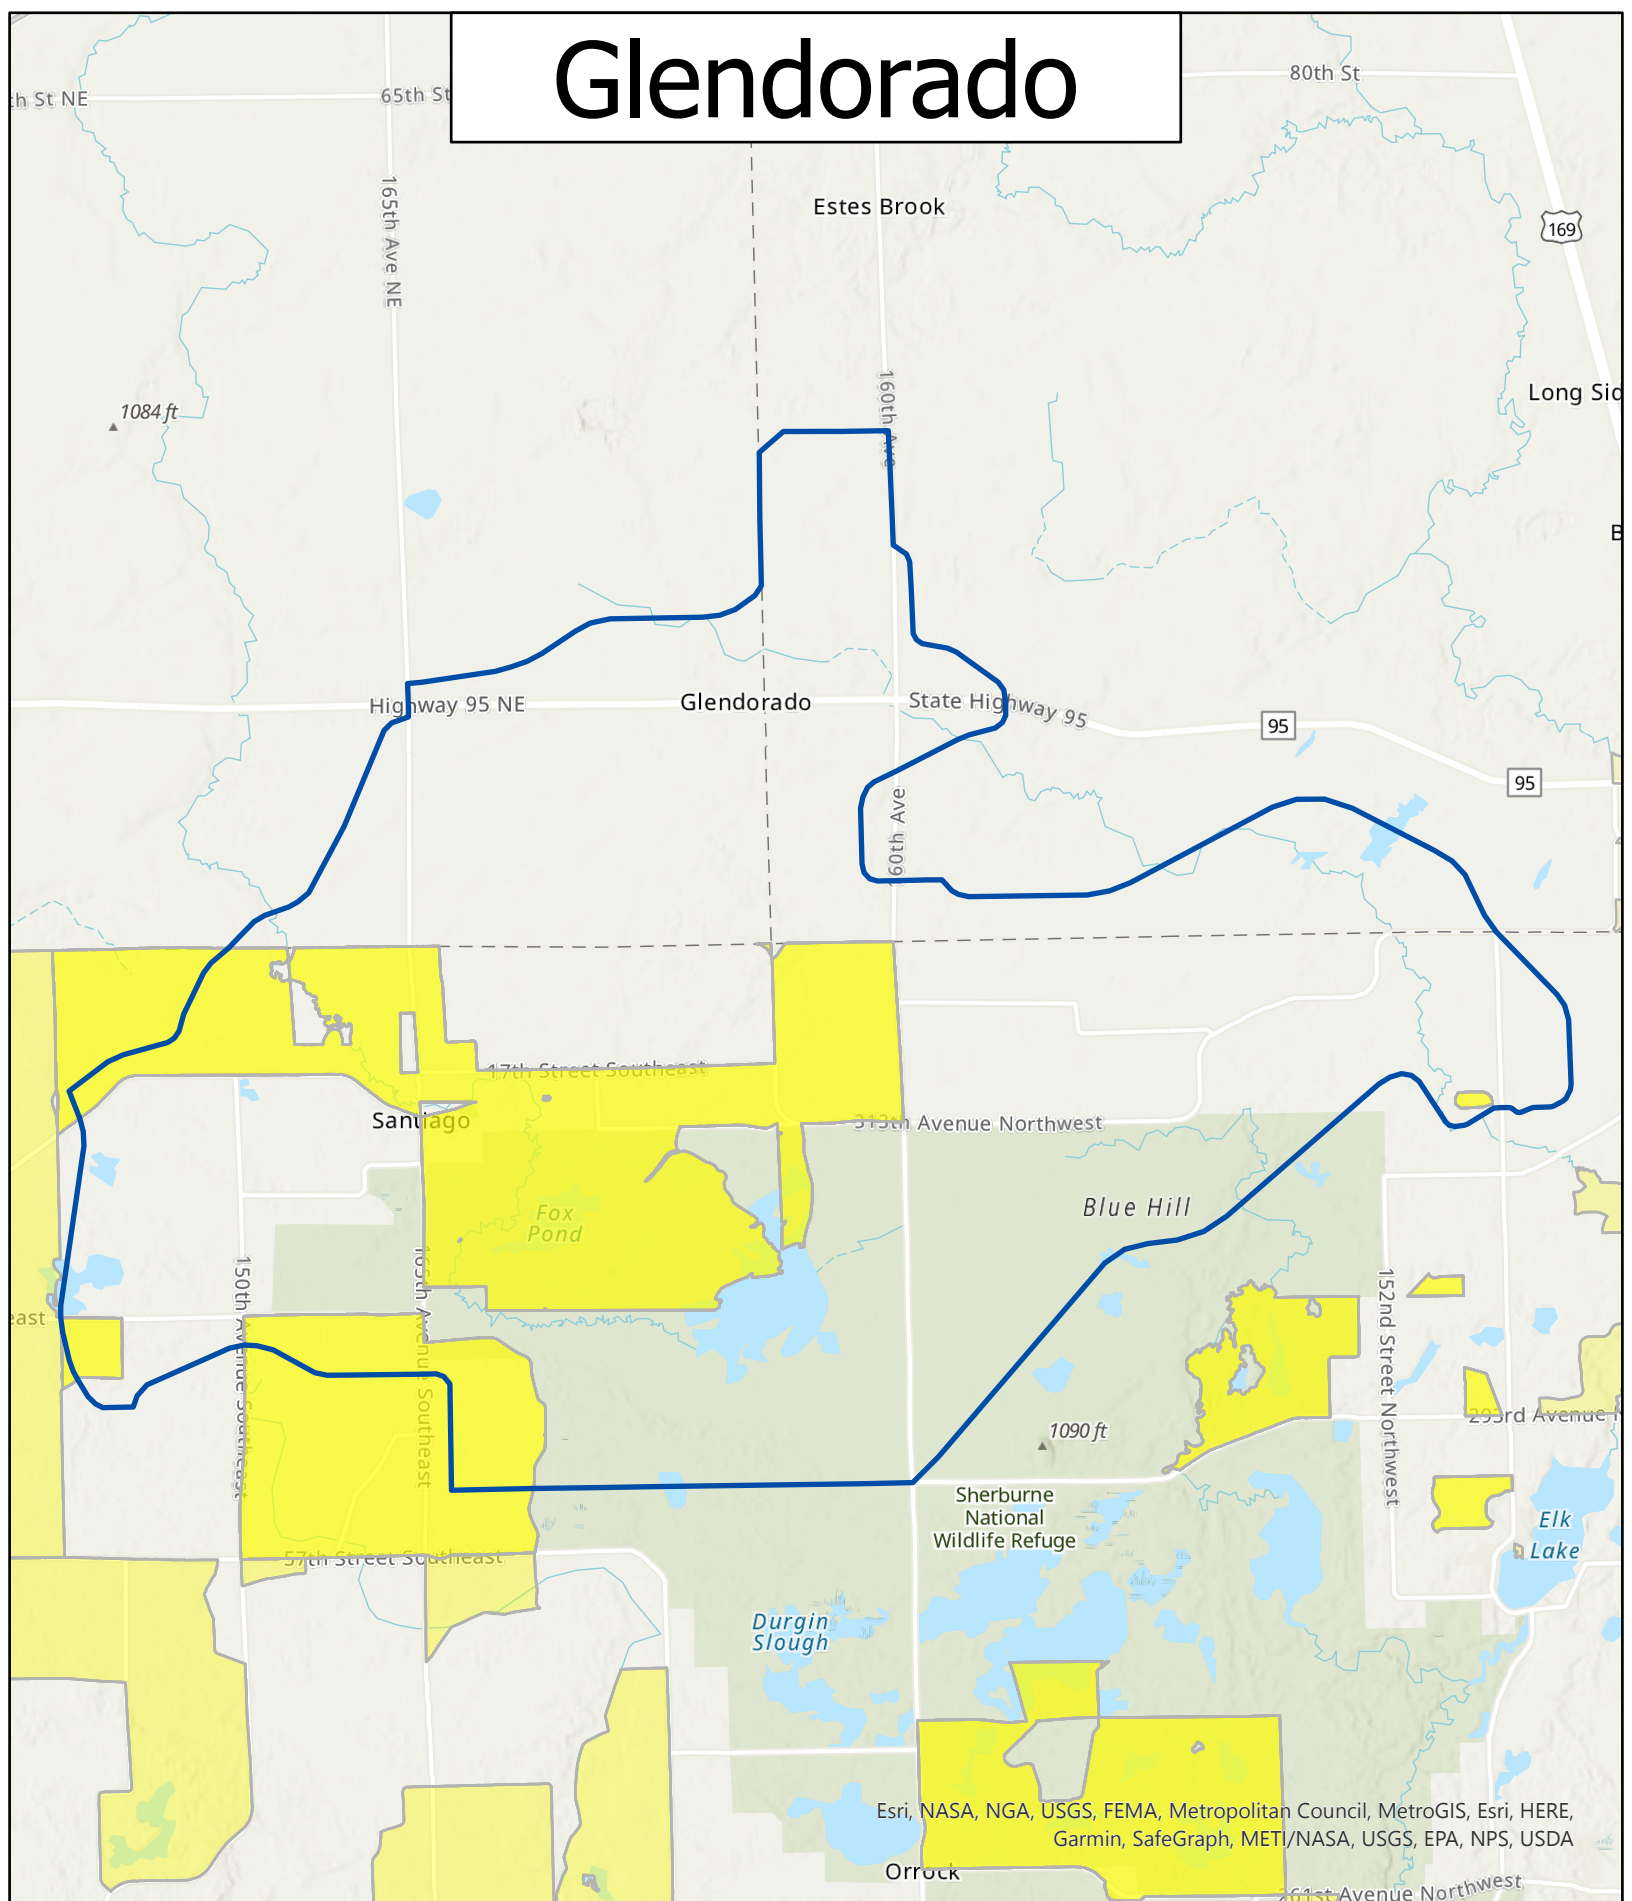 Glendorado
80th St
th St NE
65th St
165th Ave NE
Estes Brook
169
160th Ave
Long Sid
1084 ft
B
Highway 95 NE
Glendorado
State Highway 95
95
95
160th Ave
17th Street Southeast
Santiago
313th Avenue Northwest
Blue Hill
Fox
Pond
150th Avenue Southeast
165th Avenue Southeast
152nd Street Northwest
east
293rd Avenue N
1090 ft
Sherburne
National
Wildlife Refuge
Elk
Lake
57th Street Southeast
Durgin
Slough
Esri, NASA, NGA, USGS, FEMA, Metropolitan Council, MetroGIS, Esri, HERE,
Garmin, SafeGraph, METI/NASA, USGS, EPA, NPS, USDA
Orrock
261st Avenue Northwest